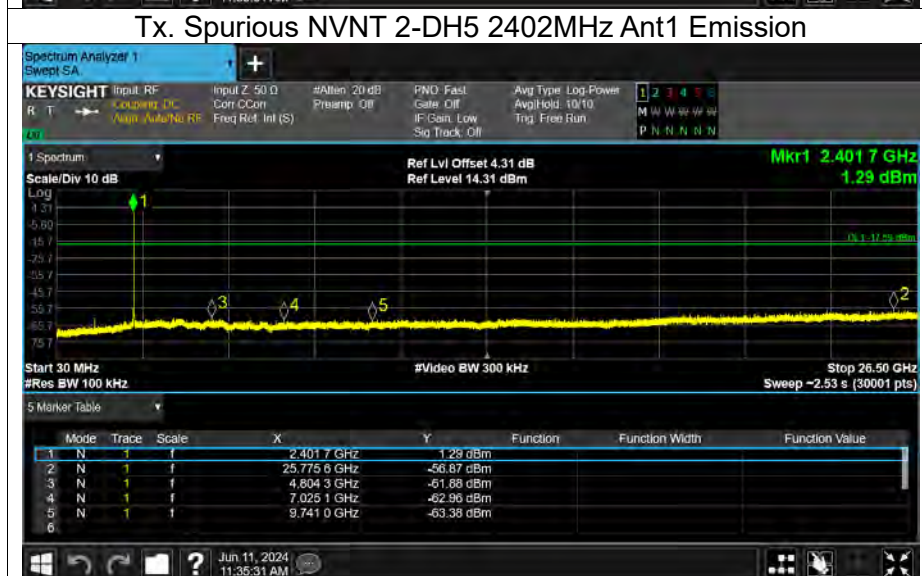 Tx. Spurious NVNT 2-DH5 2402MHz Ant1 Emission
Spectrum Analyzer 1
Swept SA
+
KEYSIGHT Input: RF Input Z: 50 Ω #Atten: 20 dB PNO: Fast Avg Type: Log-Power 1 2 3 4 5 6
R T Coupling: DC Corr CCorr Preamp: Off Gate: Off Avg|Hold: 10/10 M W W W W W
Align: Auto/No RF Freq Ref: Int (S) IF Gain: Low Trig: Free Run
Sig Track: Off P N N N N N
1 Spectrum Ref Lvl Offset 4.31 dB Mkr1 2.401 7 GHz
Scale/Div 10 dB Ref Level 14.31 dBm 1.29 dBm
Log
4.31 1
-5.60
-15.7 DL1 -17.59 dBm
-25.7
-35.7
-45.7
-55.7 3 4 5 2
-65.7
-75.7
Start 30 MHz #Video BW 300 kHz Stop 26.50 GHz
#Res BW 100 kHz Sweep ~2.53 s (30001 pts)
5 Marker Table
Mode Trace Scale X Y Function Function Width Function Value
1 N 1 f 2.401 7 GHz 1.29 dBm
2 N 1 f 25.775 6 GHz -56.87 dBm
3 N 1 f 4.804 3 GHz -61.88 dBm
4 N 1 f 7.025 1 GHz -62.96 dBm
5 N 1 f 9.741 0 GHz -63.38 dBm
6
? Jun 11, 2024
11:35:31 AM